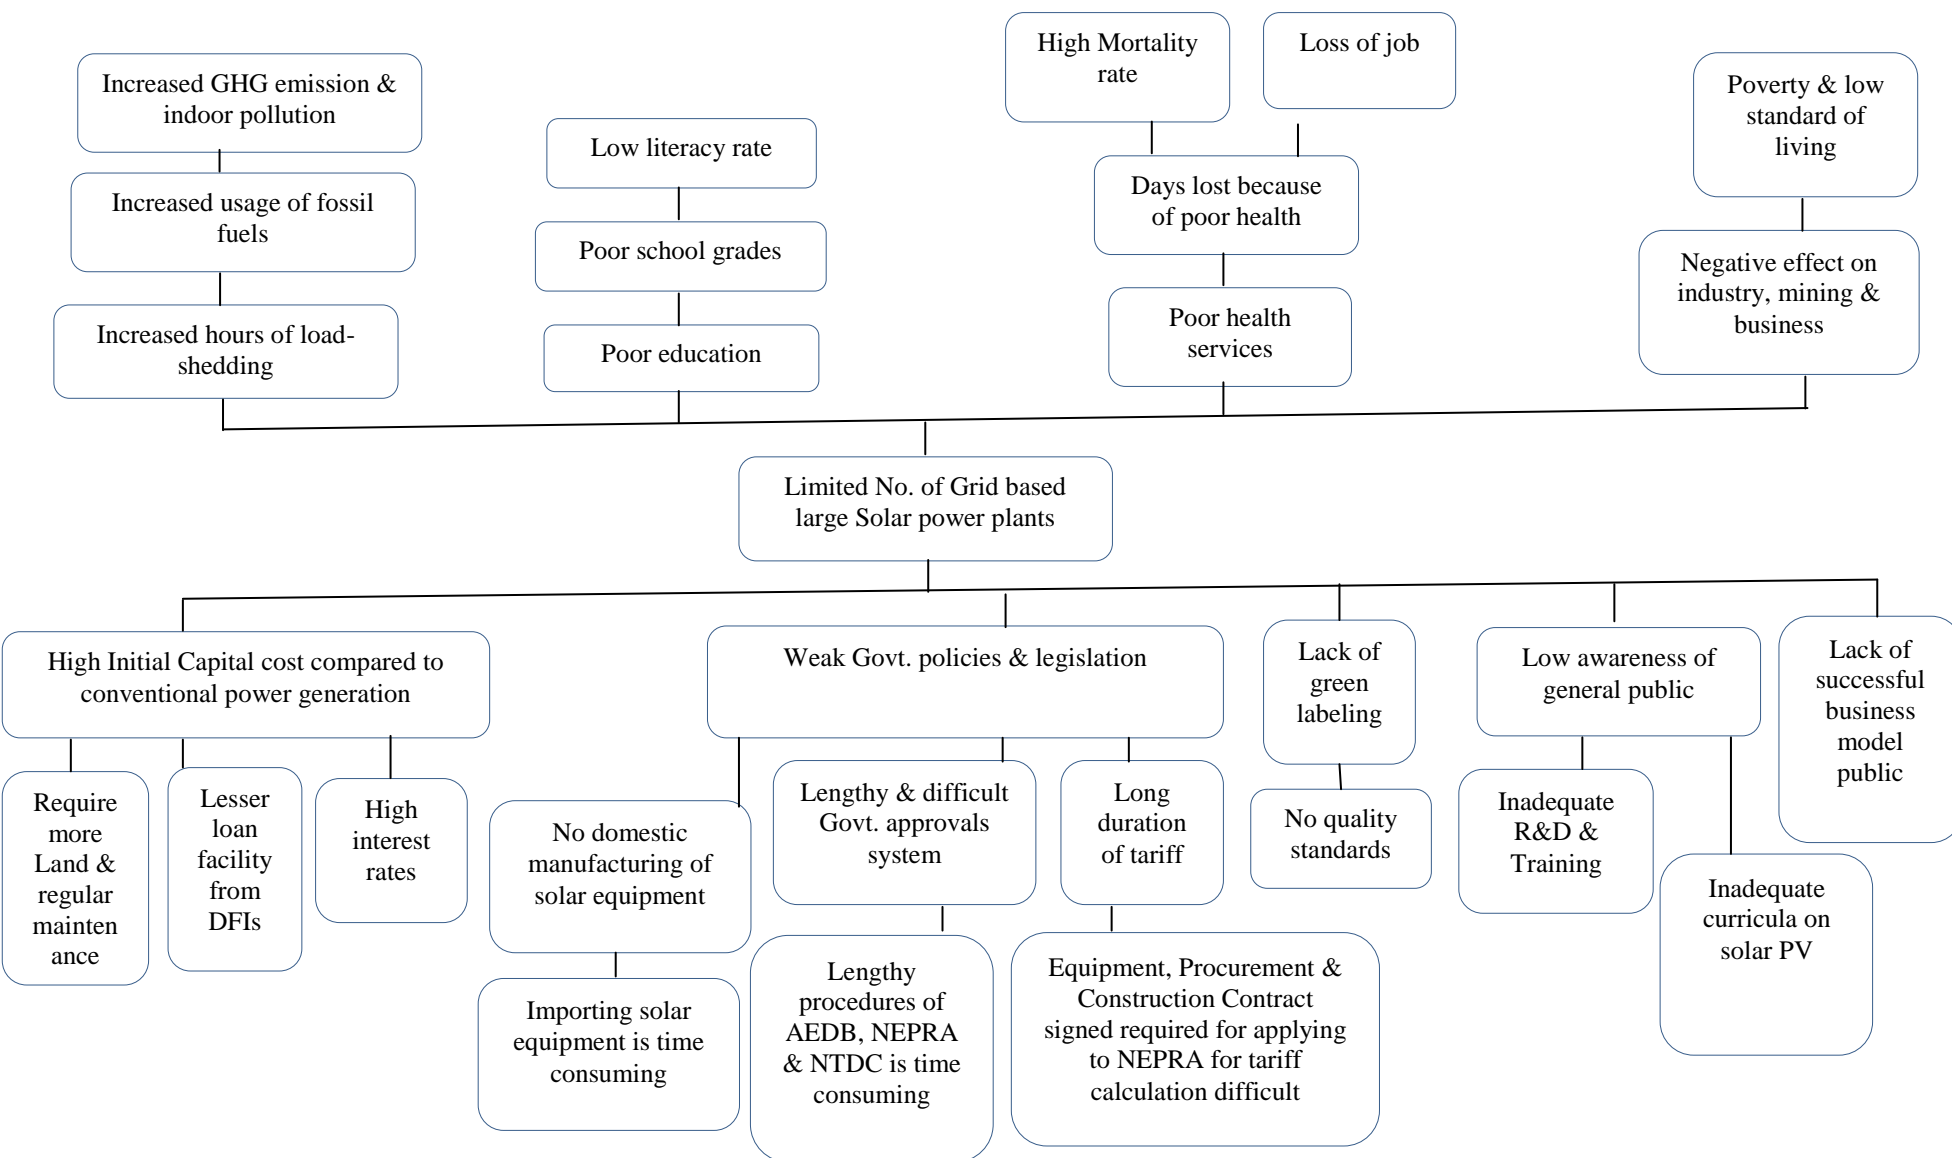 High Mortality
rate
Loss of job
Increased GHG emission &
indoor pollution
Poverty & low
standard of
living
Low literacy rate
Days lost because
of poor health
Increased usage of fossil
fuels
Poor school grades
Negative effect on
industry, mining &
business
Poor health
services
Increased hours of load-
shedding
Poor education
Limited No. of Grid based
large Solar power plants
High Initial Capital cost compared to
conventional power generation
Weak Govt. policies & legislation
Lack of
green
labeling
Low awareness of
general public
Lack of
successful
business
model
public
Require
more
Land &
regular
mainten
ance
Lesser
loan
facility
from
DFIs
High
interest
rates
No domestic
manufacturing of
solar equipment
Lengthy & difficult
Govt. approvals
system
Long
duration
of tariff
No quality
standards
Inadequate
R&D &
Training
Inadequate
curricula on
solar PV
Importing solar
equipment is time
consuming
Lengthy
procedures of
AEDB, NEPRA
& NTDC is time
consuming
Equipment, Procurement &
Construction Contract
signed required for applying
to NEPRA for tariff
calculation difficult